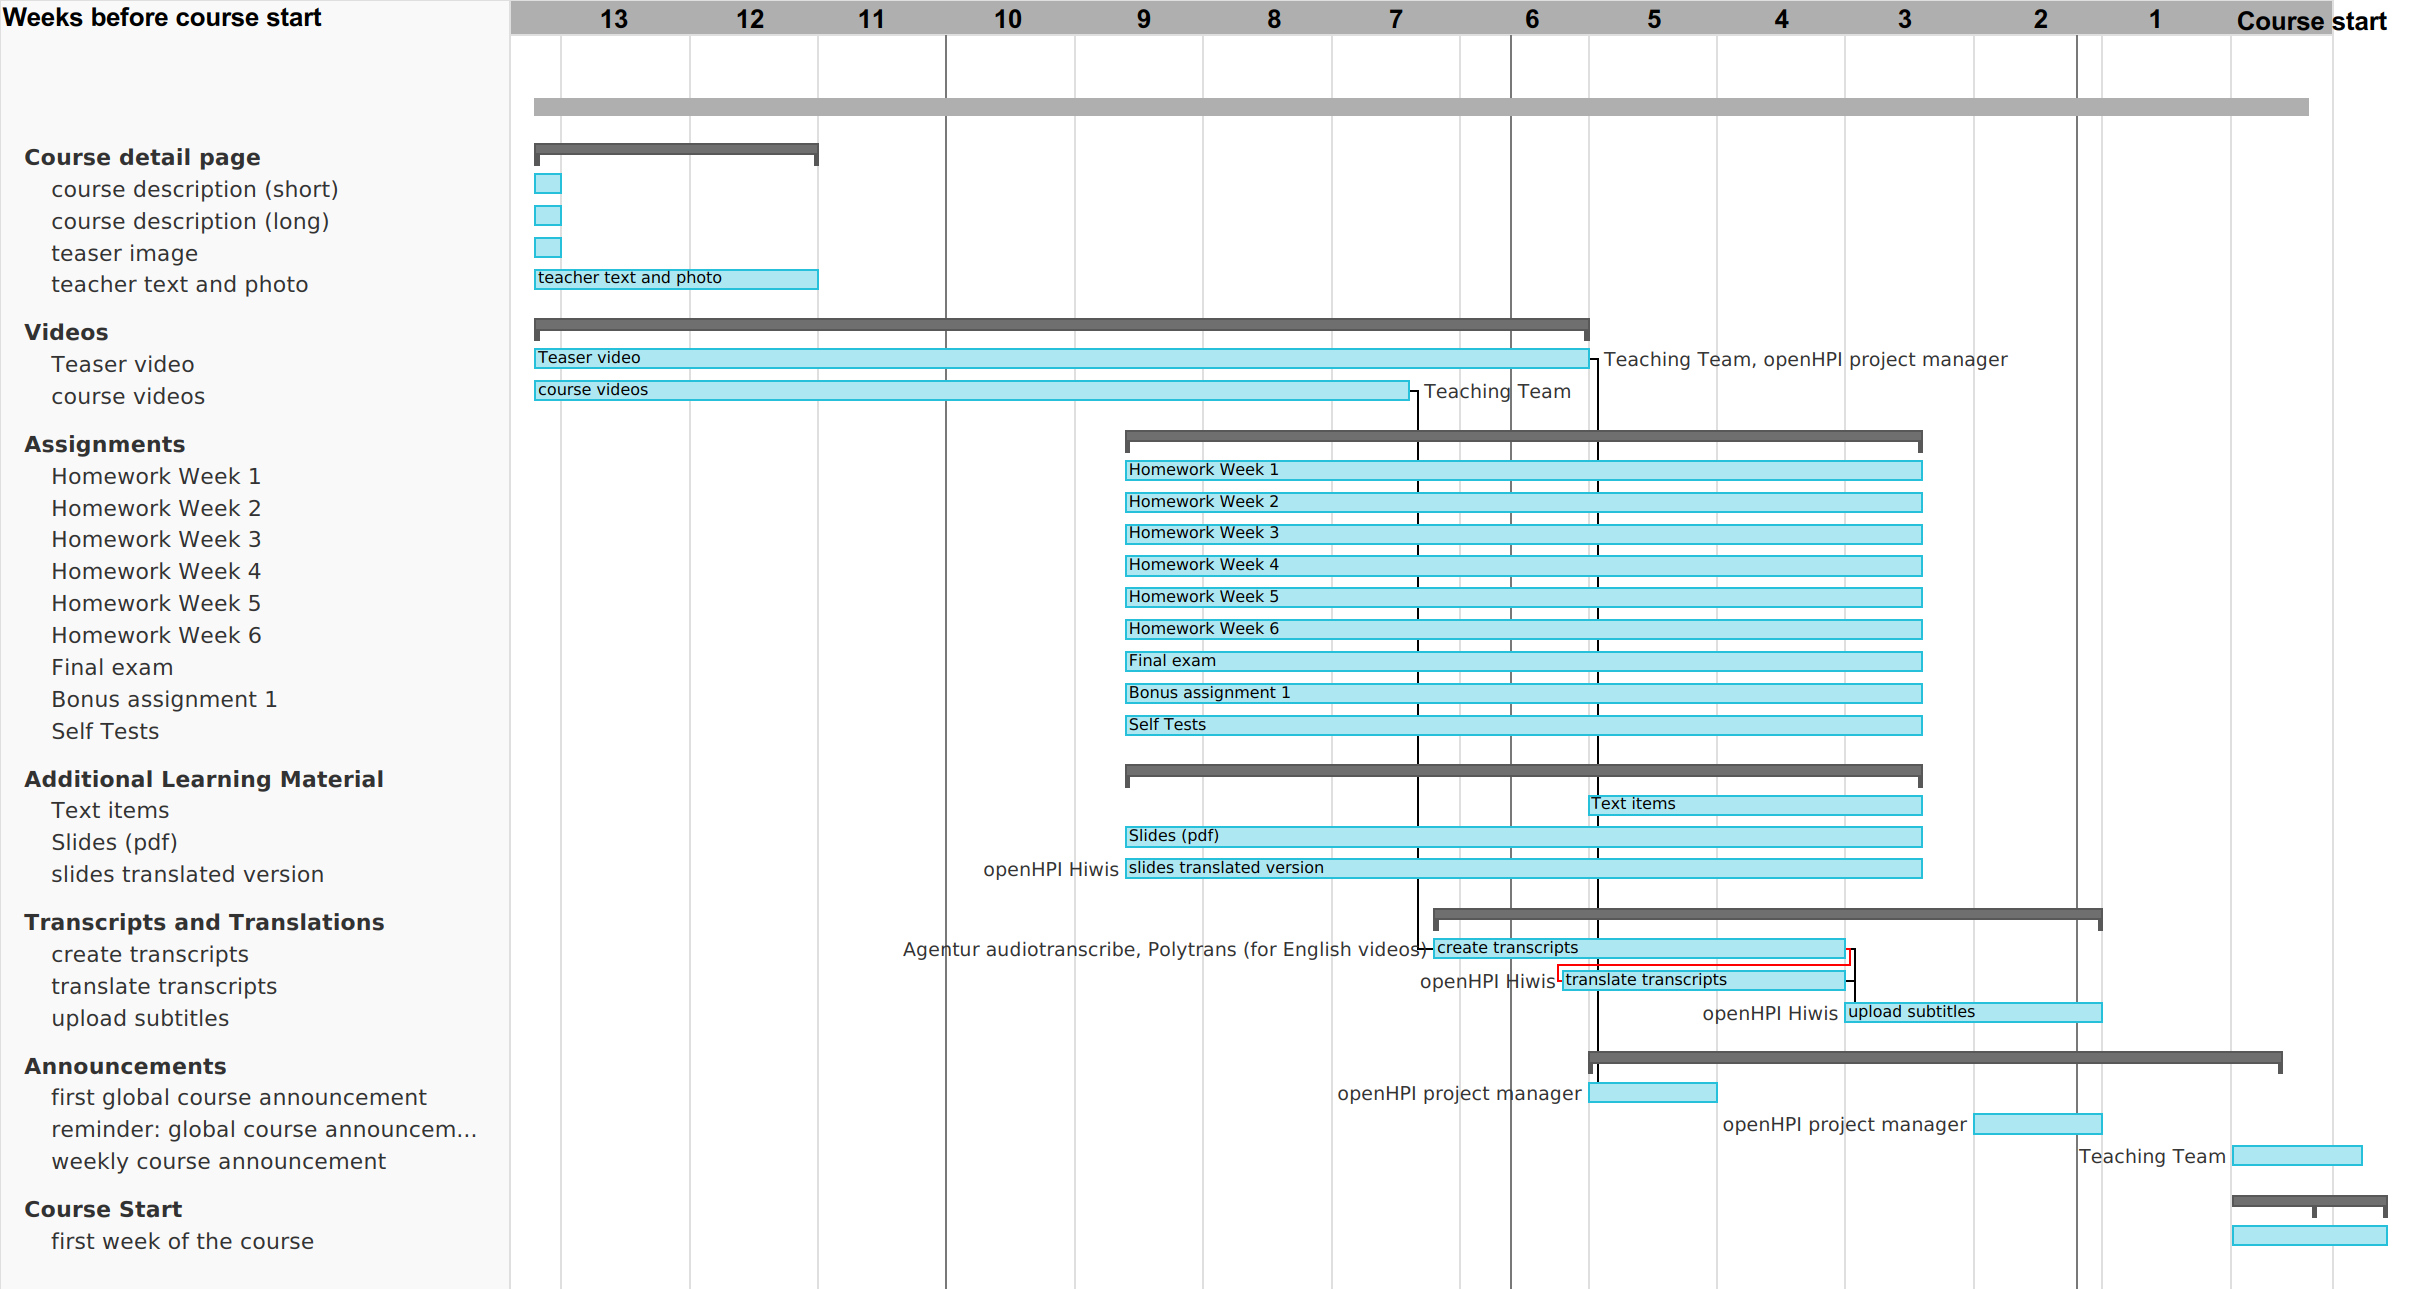 Weeks before course start 13 12 11 10 9 8 7 6 5 4 3 2 1 Course start
Course detail page
course description (short)
course description (long)
teaser image
teacher text and photo teacher text and photo
Videos
Teaser video Teaser video Teaching Team, openHPI project manager
course videos course videos Teaching Team
Assignments
Homework Week 1 Homework Week 1
Homework Week 2 Homework Week 2
Homework Week 3 Homework Week 3
Homework Week 4 Homework Week 4
Homework Week 5 Homework Week 5
Homework Week 6 Homework Week 6
Final exam Final exam
Bonus assignment 1 Bonus assignment 1
Self Tests Self Tests
Additional Learning Material
Text items Text items
Slides (pdf) Slides (pdf)
slides translated version openHPI Hiwis slides translated version
Transcripts and Translations
create transcripts Agentur audiotranscribe, Polytrans (for English videos) create transcripts
translate transcripts openHPI Hiwis translate transcripts
upload subtitles openHPI Hiwis upload subtitles
Announcements
first global course announcement openHPI project manager
reminder: global course announcem... openHPI project manager
weekly course announcement Teaching Team
Course Start
first week of the course